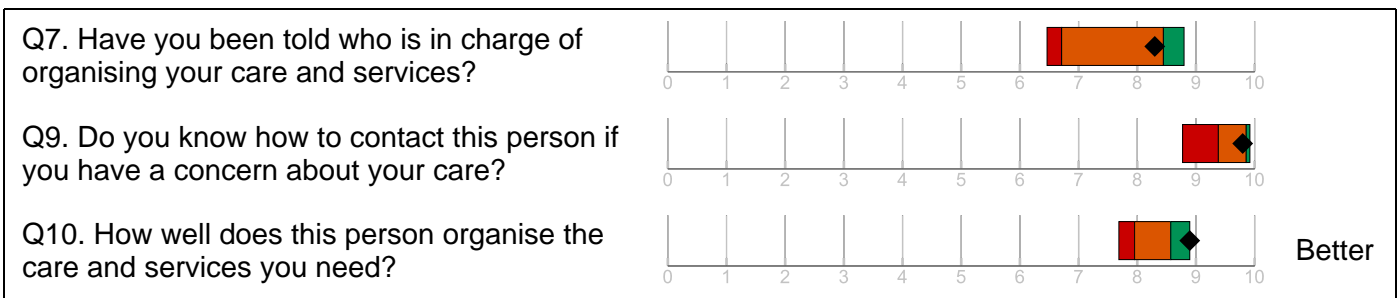 Q7. Have you been told who is in charge of
organising your care and services?
0 1 2 3 4 5 6 7 8 9 10
Q9. Do you know how to contact this person if
you have a concern about your care?
0 1 2 3 4 5 6 7 8 9 10
Q10. How well does this person organise the
care and services you need?
0 1 2 3 4 5 6 7 8 9 10
Better